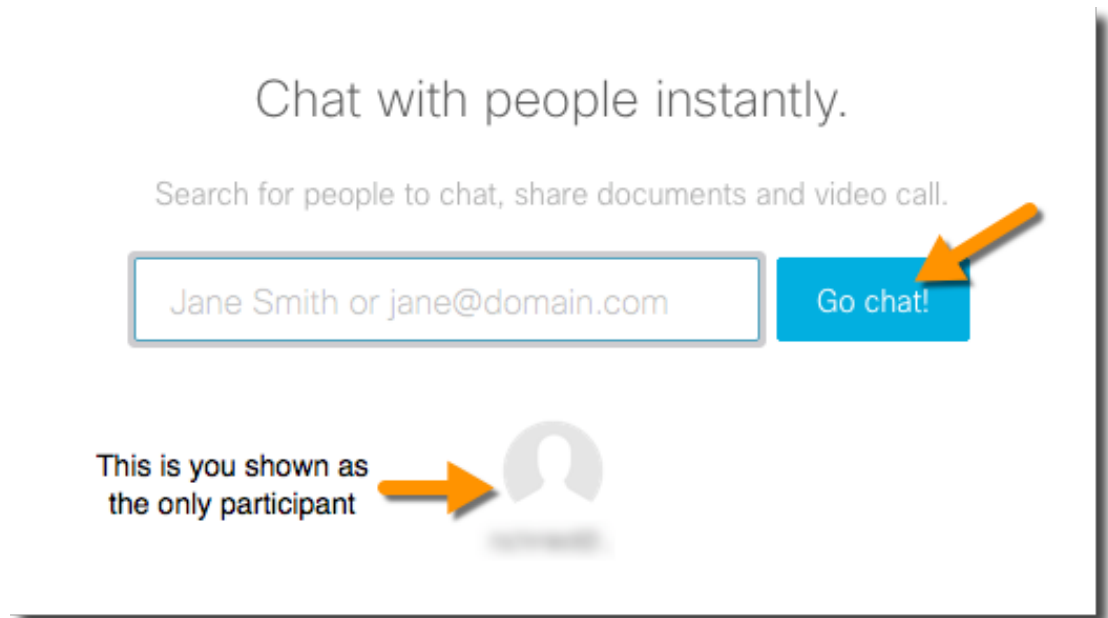 Chat with people instantly.
Search for people to chat, share documents and video call.
Jane Smith or jane@domain.com
Go chat!
This is you shown as
the only participant